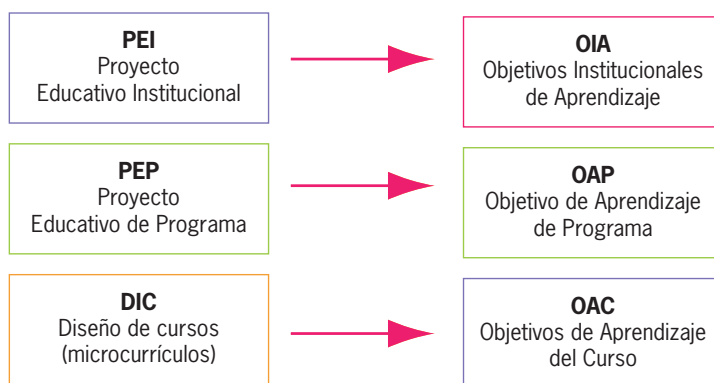 PEI
Proyecto
Educativo Institucional
OIA
Objetivos Institucionales
de Aprendizaje
PEP
Proyecto
Educativo de Programa
OAP
Objetivo de Aprendizaje
de Programa
DIC
Diseño de cursos
(microcurrículos)
OAC
Objetivos de Aprendizaje
del Curso